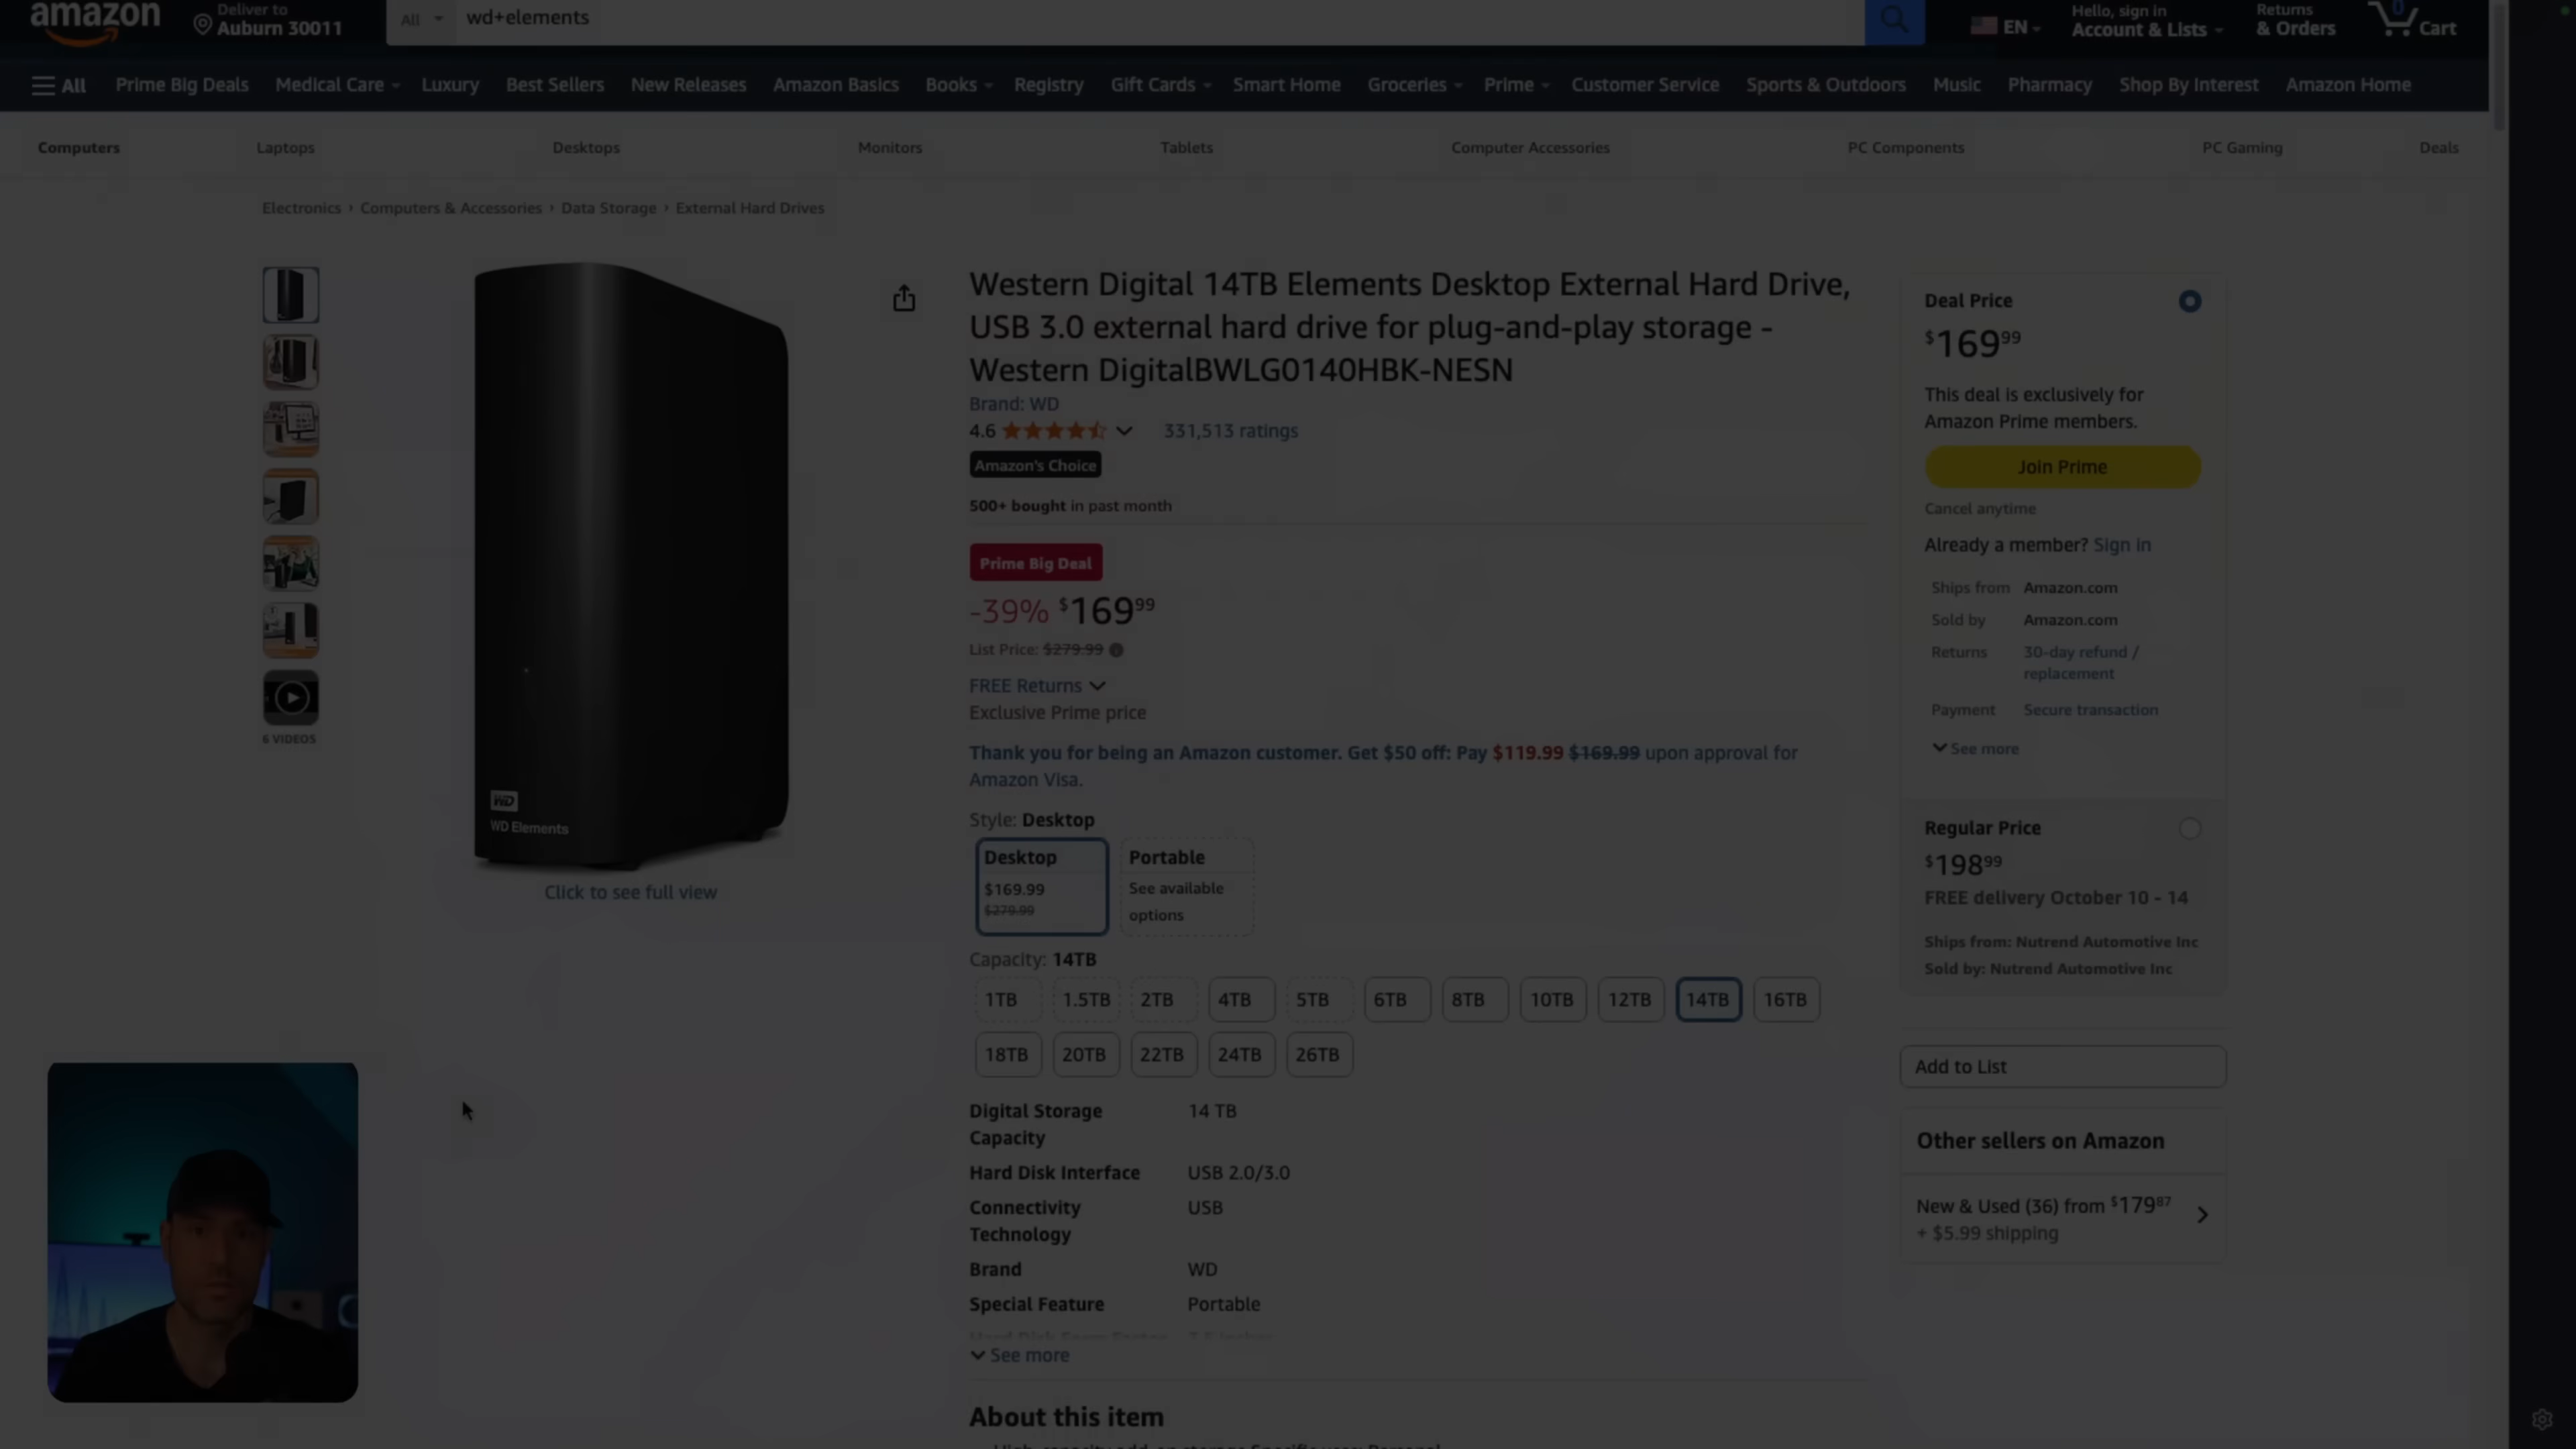 amazon
Deliver to
Auburn 30011
All
wd+elements
EN
Hello, sign in
Account & Lists
Returns
& Orders
0
Cart
All
Prime Big Deals
Medical Care
Luxury
Best Sellers
New Releases
Amazon Basics
Books
Registry
Gift Cards
Smart Home
Groceries
Prime
Customer Service
Sports & Outdoors
Music
Pharmacy
Shop By Interest
Amazon Home
Computers
Laptops
Desktops
Monitors
Tablets
Computer Accessories
PC Components
PC Gaming
Deals
Electronics › Computers & Accessories › Data Storage › External Hard Drives
6 VIDEOS
WD
WD Elements
Click to see full view
Western Digital 14TB Elements Desktop External Hard Drive,
USB 3.0 external hard drive for plug-and-play storage -
Western DigitalBWLG0140HBK-NESN
Brand: WD
4.6
331,513 ratings
Amazon's Choice
500+ bought in past month
Prime Big Deal
-39% $169.99
List Price: $279.99
FREE Returns
Exclusive Prime price
Thank you for being an Amazon customer. Get $50 off: Pay $119.99 $169.99 upon approval for
Amazon Visa.
Style: Desktop
Desktop
$169.99
$279.99
Portable
See available
options
Capacity: 14TB
1TB
1.5TB
2TB
4TB
5TB
6TB
8TB
10TB
12TB
14TB
16TB
18TB
20TB
22TB
24TB
26TB
Digital Storage
Capacity
14 TB
Hard Disk Interface
USB 2.0/3.0
Connectivity
Technology
USB
Brand
WD
Special Feature
Portable
See more
About this item
Deal Price
$169.99
This deal is exclusively for
Amazon Prime members.
Join Prime
Cancel anytime
Already a member? Sign in
Ships from
Amazon.com
Sold by
Amazon.com
Returns
30-day refund /
replacement
Payment
Secure transaction
See more
Regular Price
$198.99
FREE delivery October 10 - 14
Ships from: Nutrend Automotive Inc
Sold by: Nutrend Automotive Inc
Add to List
Other sellers on Amazon
New & Used (36) from $179.87
+ $5.99 shipping